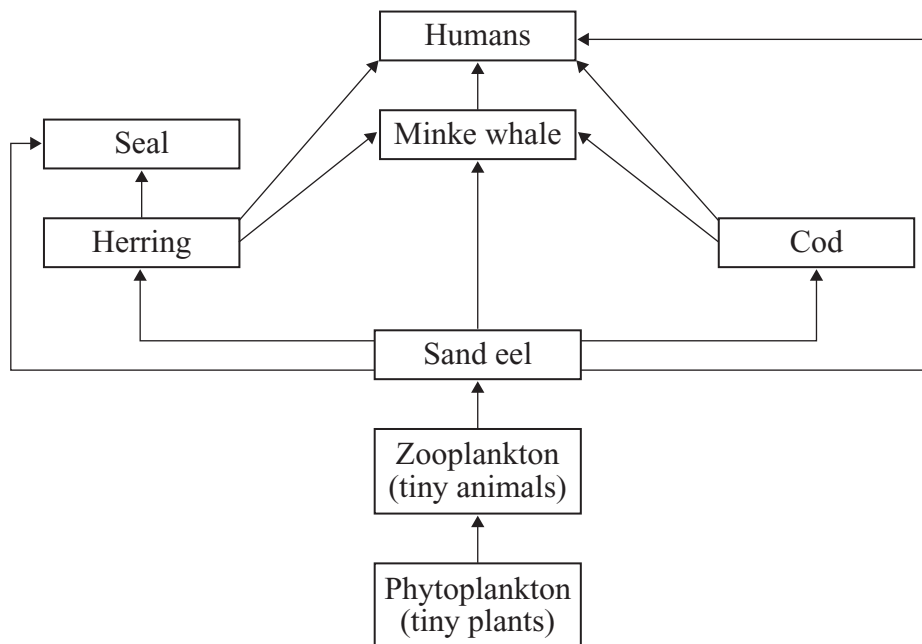 Humans
Minke whale
Seal
Herring
Cod
Sand eel
Zooplankton
(tiny animals)
Phytoplankton
(tiny plants)